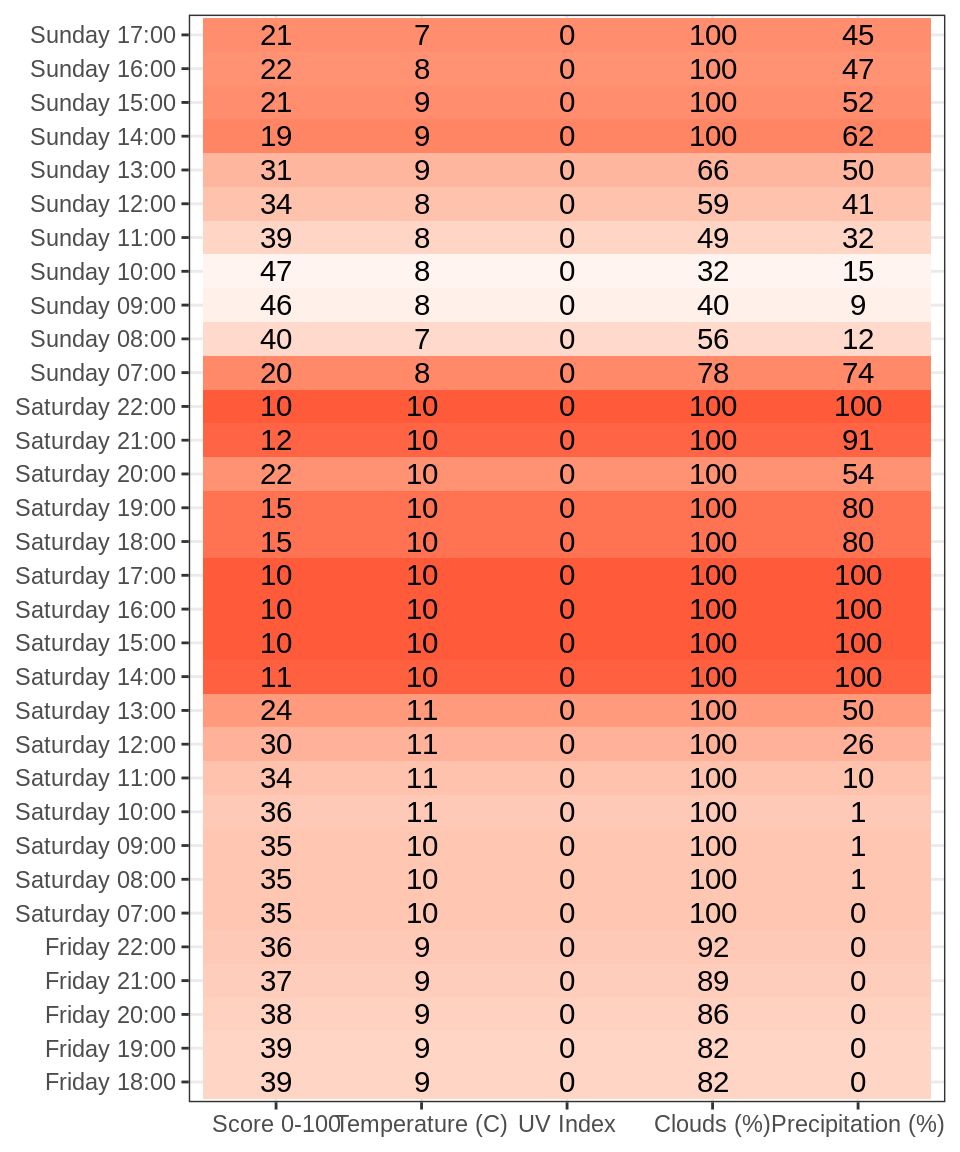 Sunday 17:00 21 7 0 100 45
Sunday 16:00 22 8 0 100 47
Sunday 15:00 21 9 0 100 52
Sunday 14:00 19 9 0 100 62
Sunday 13:00 31 9 0 66 50
Sunday 12:00 34 8 0 59 41
Sunday 11:00 39 8 0 49 32
Sunday 10:00 47 8 0 32 15
Sunday 09:00 46 8 0 40 9
Sunday 08:00 40 7 0 56 12
Sunday 07:00 20 8 0 78 74
Saturday 22:00 10 10 0 100 100
Saturday 21:00 12 10 0 100 91
Saturday 20:00 22 10 0 100 54
Saturday 19:00 15 10 0 100 80
Saturday 18:00 15 10 0 100 80
Saturday 17:00 10 10 0 100 100
Saturday 16:00 10 10 0 100 100
Saturday 15:00 10 10 0 100 100
Saturday 14:00 11 10 0 100 100
Saturday 13:00 24 11 0 100 50
Saturday 12:00 30 11 0 100 26
Saturday 11:00 34 11 0 100 10
Saturday 10:00 36 11 0 100 1
Saturday 09:00 35 10 0 100 1
Saturday 08:00 35 10 0 100 1
Saturday 07:00 35 10 0 100 0
Friday 22:00 36 9 0 92 0
Friday 21:00 37 9 0 89 0
Friday 20:00 38 9 0 86 0
Friday 19:00 39 9 0 82 0
Friday 18:00 39 9 0 82 0
Score 0-100 Temperature (C) UV Index Clouds (%) Precipitation (%)